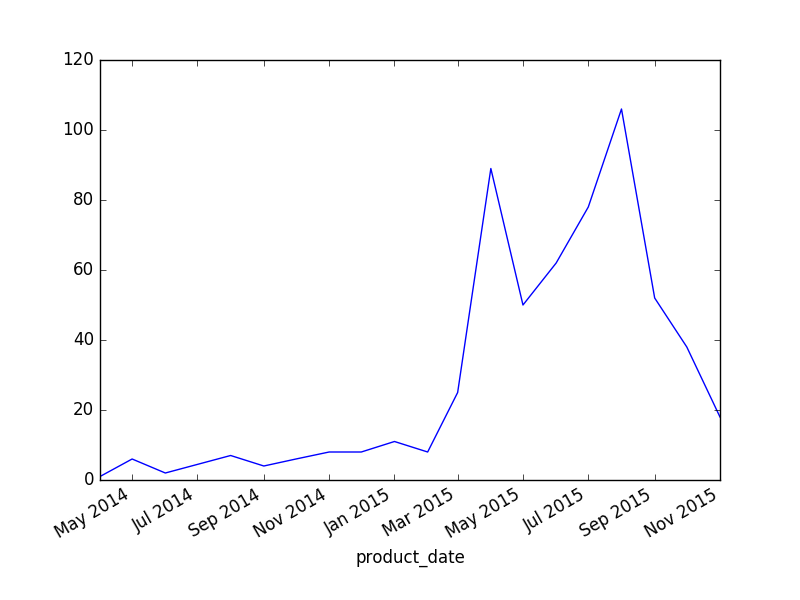 120
100
80
60
40
20
0
May 2014
Jul 2014
Sep 2014
Nov 2014
Jan 2015
Mar 2015
May 2015
Jul 2015
Sep 2015
Nov 2015
product_date